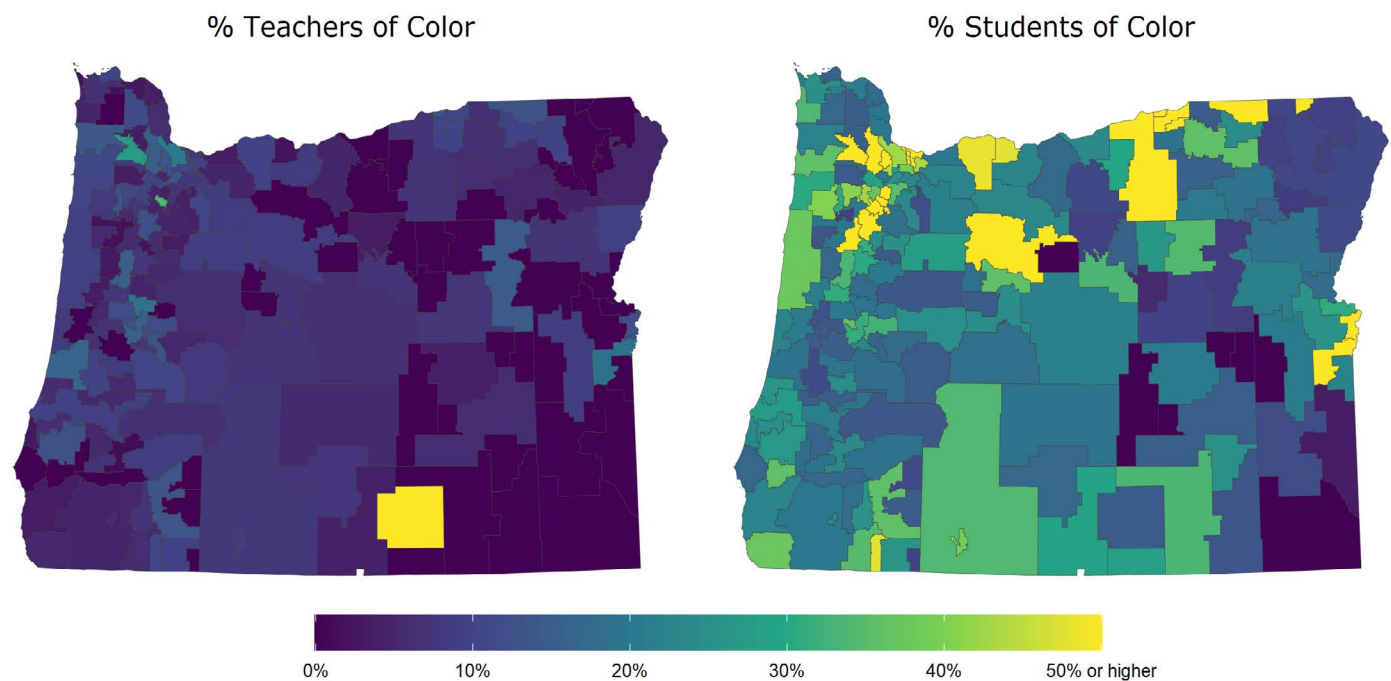 % Teachers of Color
% Students of Color
0%
10%
20%
30%
40%
50% or higher